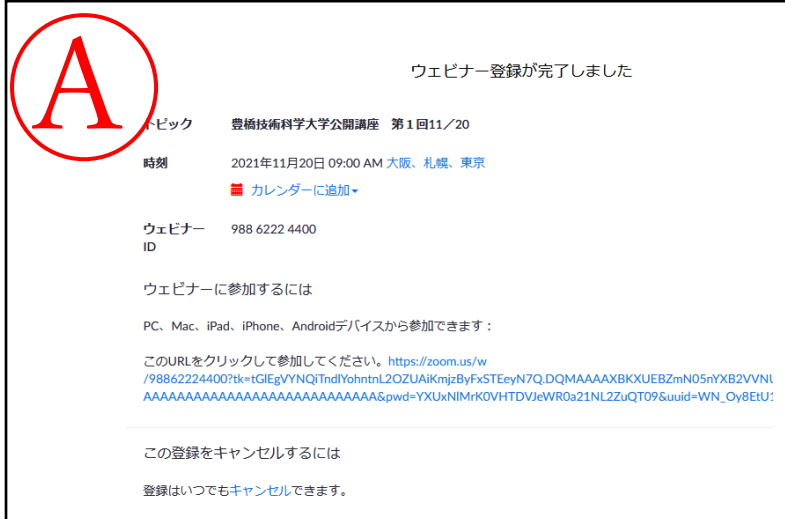 A
ウェビナー登録が完了しました
トピック 豊橋技術科学大学公開講座 第１回11／20
時刻 2021年11月20日 09:00 AM 大阪、札幌、東京
カレンダーに追加
ウェビナー 988 6222 4400
ID
ウェビナーに参加するには
PC、Mac、iPad、iPhone、Androidデバイスから参加できます：
このURLをクリックして参加してください。https://zoom.us/w
/98862224400?tk=tGlEgVYNQiTndlYohntnL2OZUAiKmjzByFxSTEeyN7Q.DQMAAAAXBKXUEBZmN05nYXB2VVNU
AAAAAAAAAAAAAAAAAAAAAAAAAAAA&pwd=YXUxNlMrK0VHTDVJeWR0a21NL2ZuQT09&uuid=WN_Oy8EtU1
この登録をキャンセルするには
登録はいつでもキャンセルできます。